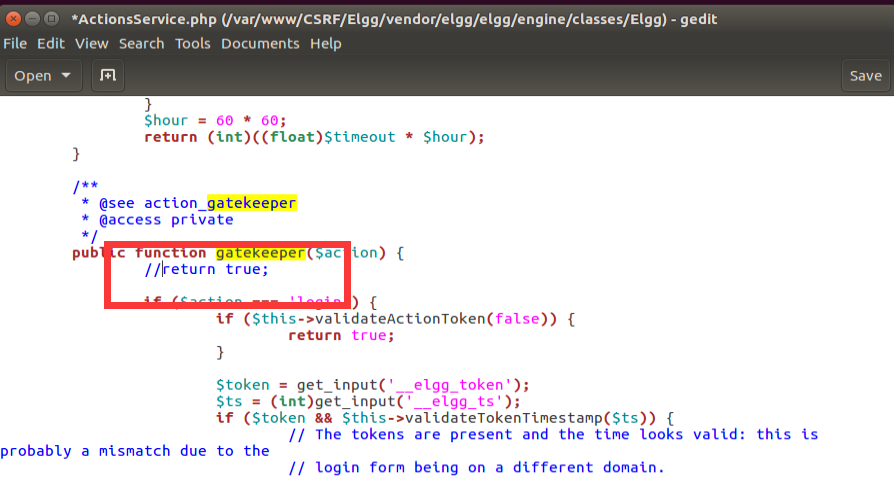 *ActionsService.php (/var/www/CSRF/Elgg/vendor/elgg/elgg/engine/classes/Elgg) - gedit
File Edit View Search Tools Documents Help
Open Save
}
$hour = 60 * 60;
return (int)((float)$timeout * $hour);
}
/**
* @see action_gatekeeper
* @access private
*/
public function gatekeeper($action) {
//return true;
if ($action === 'login') {
if ($this->validateActionToken(false)) {
return true;
}
$token = get_input('__elgg_token');
$ts = (int)get_input('__elgg_ts');
if ($token && $this->validateTokenTimestamp($ts)) {
// The tokens are present and the time looks valid: this is
probably a mismatch due to the
// login form being on a different domain.